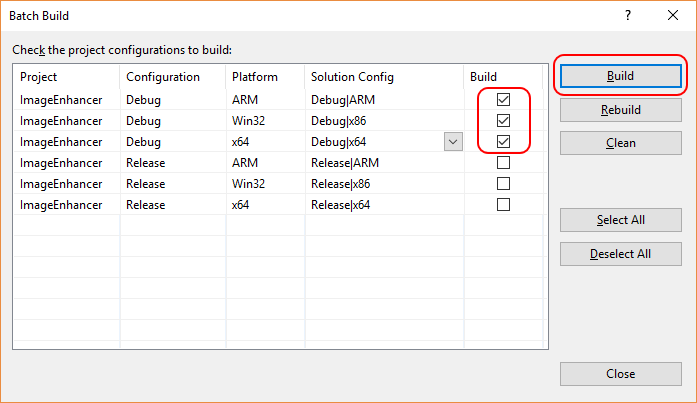 Batch Build
Check the project configurations to build:
Project Configuration Platform Solution Config Build
ImageEnhancer Debug ARM Debug|ARM
ImageEnhancer Debug Win32 Debug|x86
ImageEnhancer Debug x64 Debug|x64
ImageEnhancer Release ARM Release|ARM
ImageEnhancer Release Win32 Release|x86
ImageEnhancer Release x64 Release|x64
Build
Rebuild
Clean
Select All
Deselect All
Close